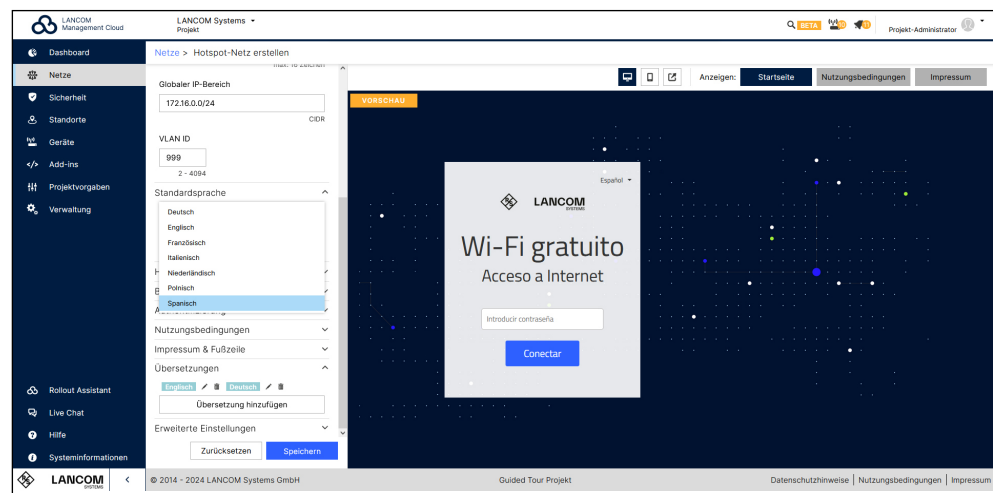 LANCOM
Management Cloud
LANCOM Systems
Projekt
BETA
Projekt-Administrator
Dashboard
Netze
Sicherheit
Standorte
Geräte
Add-ins
Projektvorgaben
Verwaltung
Rollout Assistant
Live Chat
Hilfe
Systeminformationen
LANCOM
SYSTEMS
Netze > Hotspot-Netz erstellen
Globaler IP-Bereich
172.16.0.0/24
CIDR
VLAN ID
999
2 - 4094
Standardsprache
Deutsch
Englisch
Französisch
Italienisch
Niederländisch
Polnisch
Spanisch
Nutzungsbedingungen
Impressum & Fußzeile
Übersetzungen
Englisch Deutsch
Übersetzung hinzufügen
Erweiterte Einstellungen
Zurücksetzen Speichern
Anzeigen: Startseite Nutzungsbedingungen Impressum
VORSCHAU
Español
LANCOM
SYSTEMS
Wi-Fi gratuito
Acceso a Internet
Introducir contraseña
Conectar
© 2014 - 2024 LANCOM Systems GmbH
Guided Tour Projekt
Datenschutzhinweise | Nutzungsbedingungen | Impressum